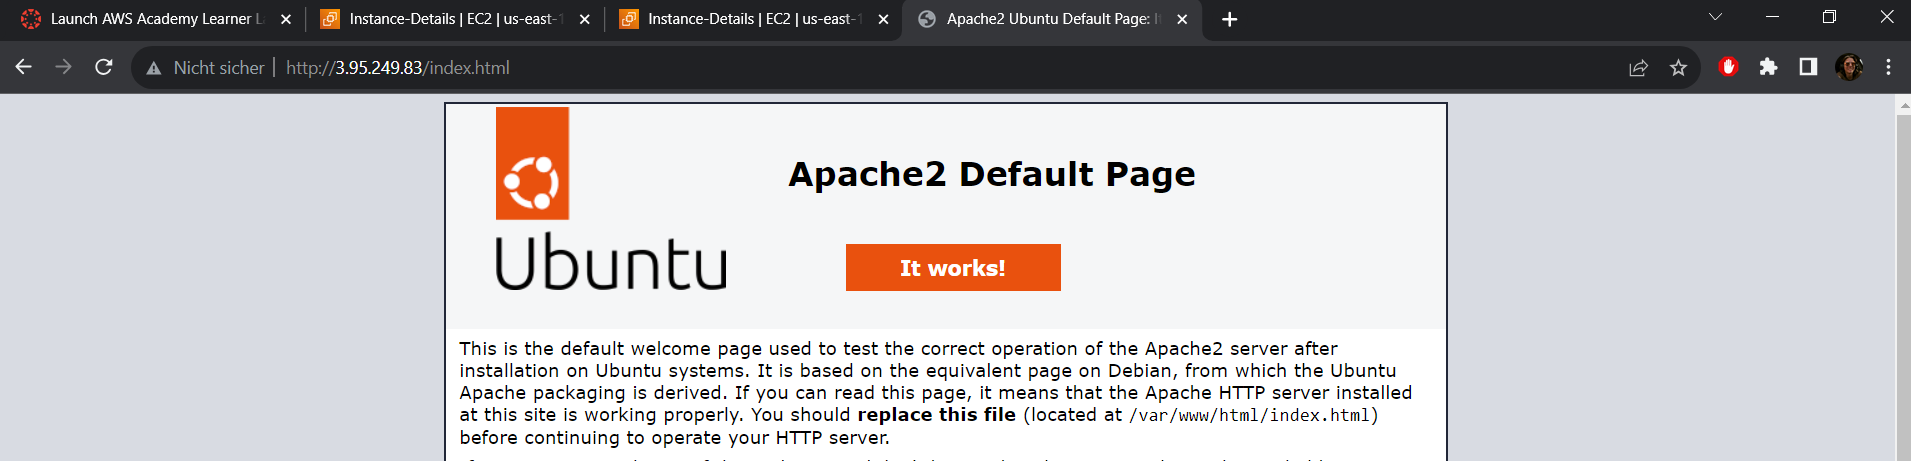 Launch AWS Academy Learner L
Instance-Details | EC2 | us-east-1
Instance-Details | EC2 | us-east-1
Apache2 Ubuntu Default Page: I
Nicht sicher | http://3.95.249.83/index.html
Apache2 Default Page
Ubuntu
It works!
This is the default welcome page used to test the correct operation of the Apache2 server after
installation on Ubuntu systems. It is based on the equivalent page on Debian, from which the Ubuntu
Apache packaging is derived. If you can read this page, it means that the Apache HTTP server installed
at this site is working properly. You should replace this file (located at /var/www/html/index.html)
before continuing to operate your HTTP server.